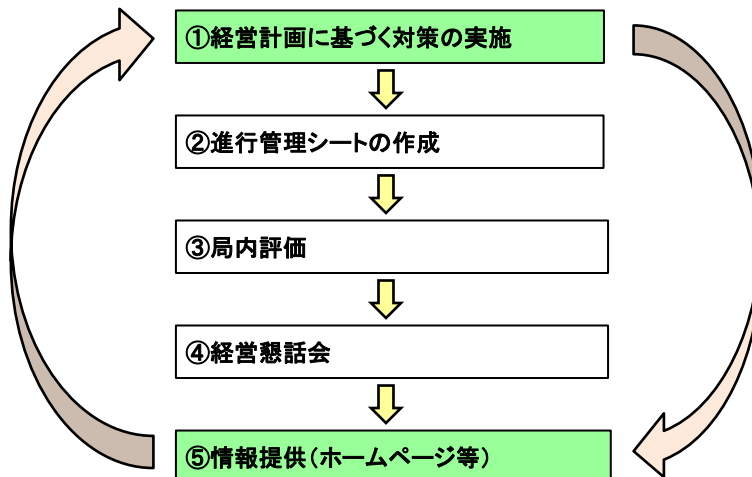 ①経営計画に基づく対策の実施
②進行管理シートの作成
③局内評価
④経営懇話会
⑤情報提供（ホームページ等）